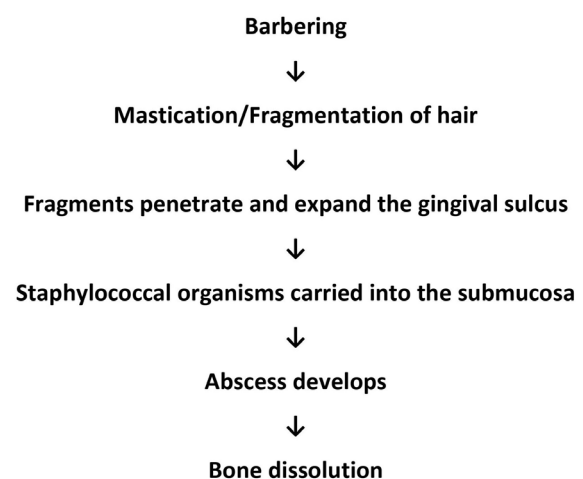 Barbering
↓
Mastication/Fragmentation of hair
↓
Fragments penetrate and expand the gingival sulcus
↓
Staphylococcal organisms carried into the submucosa
↓
Abscess develops
↓
Bone dissolution